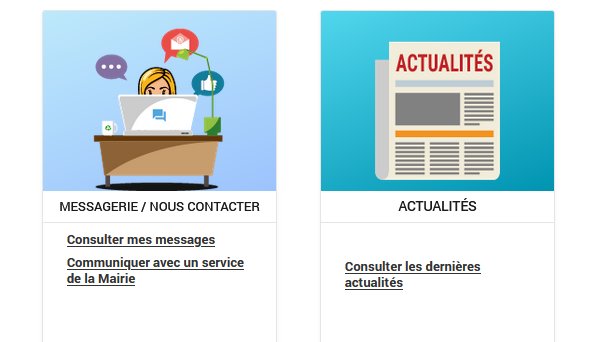 ACTUALITÉS
MESSAGERIE / NOUS CONTACTER
Consulter mes messages
Communiquer avec un service
de la Mairie
ACTUALITÉS
Consulter les dernières
actualités